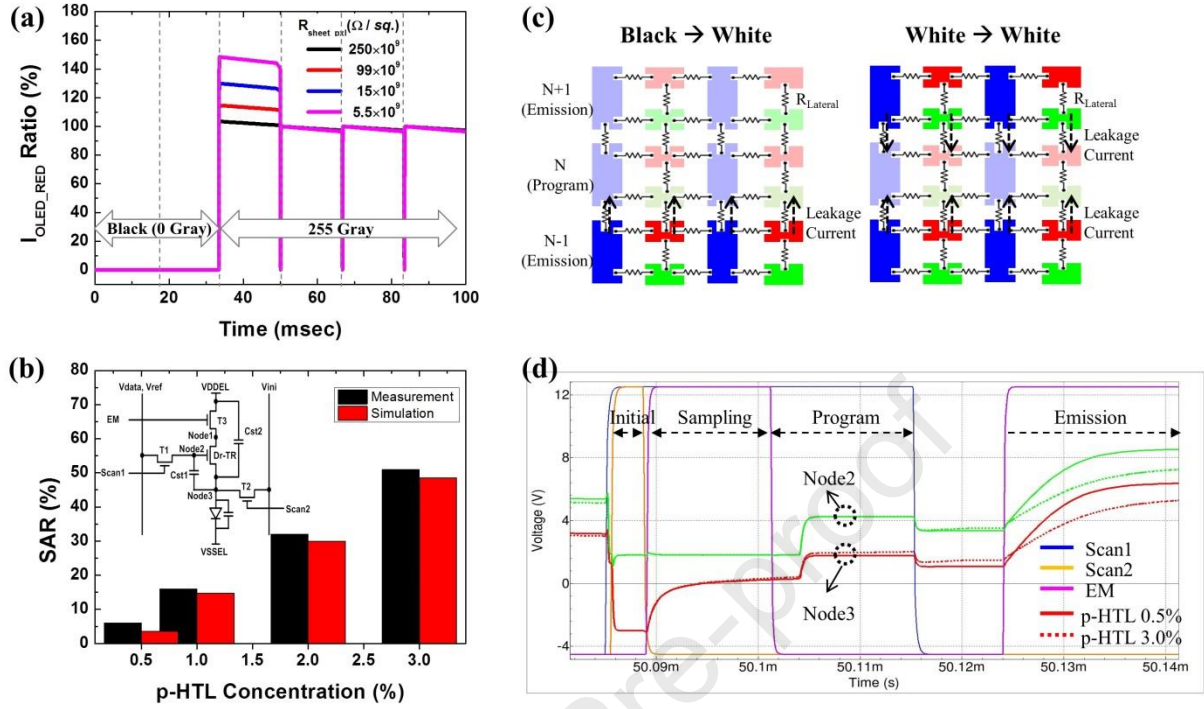 (a)
R_sheet_pxl (Ω / sq.)
250×10⁹
99×10⁹
15×10⁹
5.5×10⁹
I_OLED_RED Ratio (%)
180
160
140
120
100
80
60
40
20
0
Black (0 Gray)
255 Gray
0 20 40 60 80 100
Time (msec)
(b)
SAR (%)
80
70
60
50
40
30
20
10
0
Measurement
Simulation
Vdata, Vref
VDDEL
Vini
EM
T3
Node1
Cst2
T1
Node2
Dr-TR
Scan1
Cst1
Node3
T2
Scan2
VSSEL
0.5 1.0 1.5 2.0 2.5 3.0
p-HTL Concentration (%)
(c)
Black → White
White → White
N+1
(Emission)
N
(Program)
N-1
(Emission)
R_Lateral
Leakage
Current
R_Lateral
Leakage
Current
Leakage
Current
(d)
Voltage (V)
12
8
4
0
-4
Initial
Sampling
Program
Emission
Node2
Node3
Scan1
Scan2
EM
p-HTL 0.5%
p-HTL 3.0%
50.09m 50.1m 50.11m 50.12m 50.13m 50.14m
Time (s)
re-proof